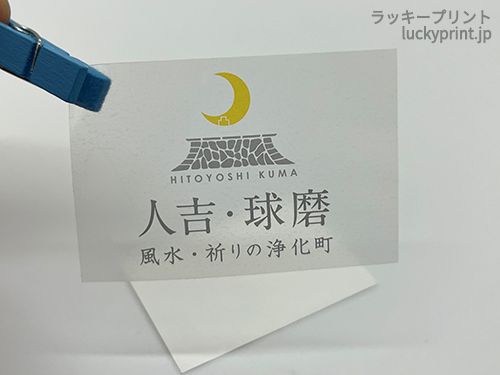 ラッキープリント
luckyprint.jp
HITOYOSHI KUMA
人吉・球磨
風水・祈りの浄化町